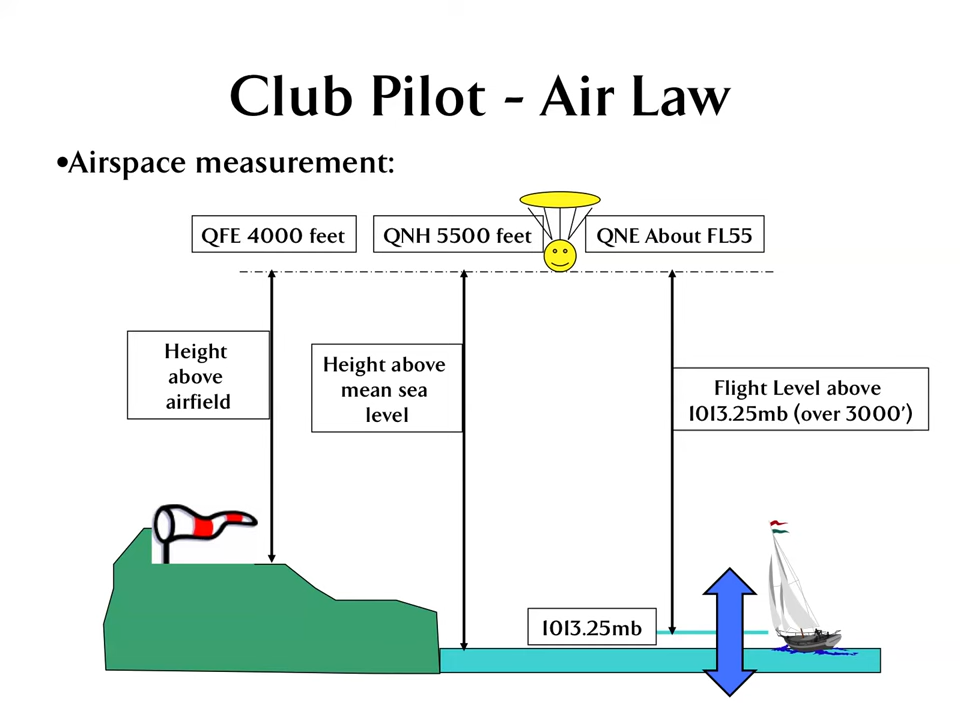 Club Pilot - Air Law
•Airspace measurement:
QFE 4000 feet
QNH 5500 feet
QNE About FL55
Height
above
airfield
Height above
mean sea
level
Flight Level above
1013.25mb (over 3000’)
1013.25mb